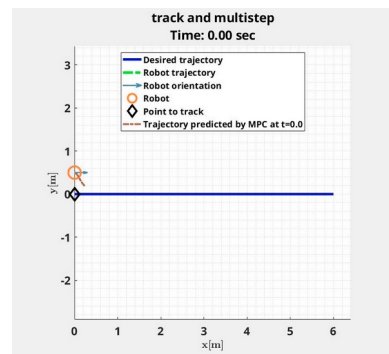 track and multistep
Time: 0.00 sec
Desired trajectory
Robot trajectory
Robot orientation
Robot
Point to track
Trajectory predicted by MPC at t=0.0
3
2
1
0
-1
-2
y[m]
0 1 2 3 4 5 6
x[m]